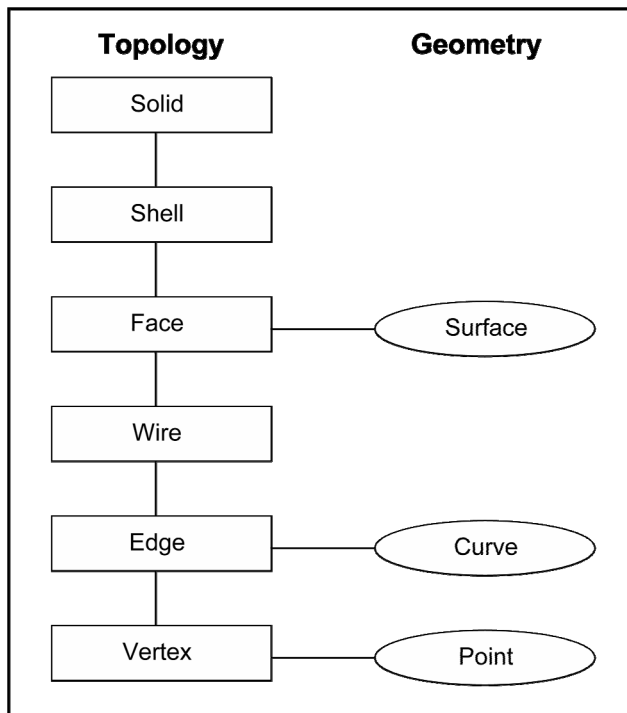 Topology Geometry
Solid
Shell
Face Surface
Wire
Edge Curve
Vertex Point